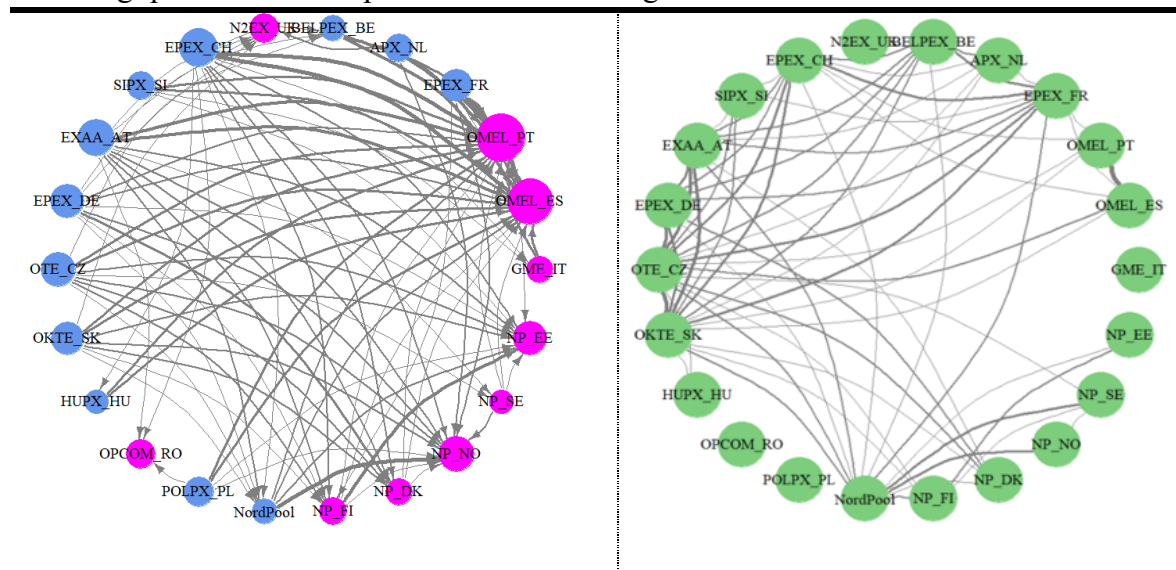 N2EX_UK BELPEX_BE
EPEX_CH APX_NL
SIPX_SI EPEX_FR
EXAA_AT OMEL_PT
EPEX_DE OMEL_ES
OTE_CZ GME_IT
OKTE_SK NP_EE
HUPX_HU NP_SE
OPCOM_RO NP_NO
POLPX_PL NP_DK
NordPool NP_FI
N2EX_UK BELPEX_BE
EPEX_CH APX_NL
SIPX_SI EPEX_FR
EXAA_AT OMEL_PT
EPEX_DE OMEL_ES
OTE_CZ GME_IT
OKTE_SK NP_EE
HUPX_HU NP_SE
OPCOM_RO NP_NO
POLPX_PL NP_DK
NordPool NP_FI